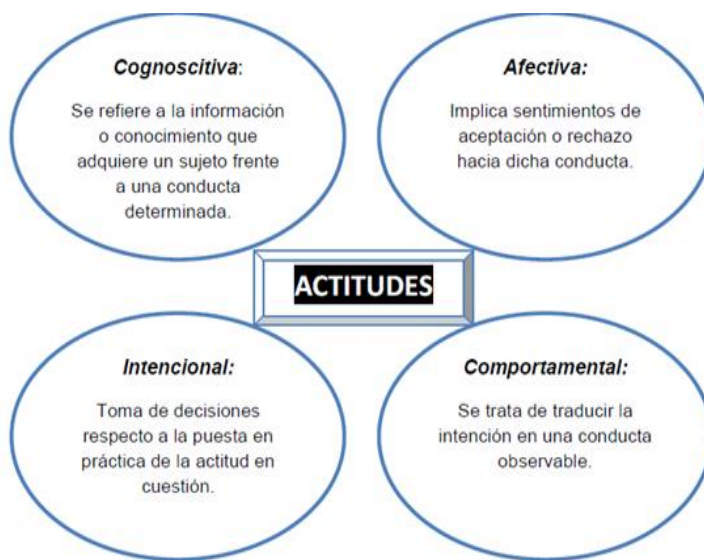 Cognoscitiva:
Se refiere a la información
o conocimiento que
adquiere un sujeto frente
a una conducta
determinada.
Afectiva:
Implica sentimientos de
aceptación o rechazo
hacia dicha conducta.
ACTITUDES
Intencional:
Toma de decisiones
respecto a la puesta en
práctica de la actitud en
cuestión.
Comportamental:
Se trata de traducir la
intención en una conducta
observable.